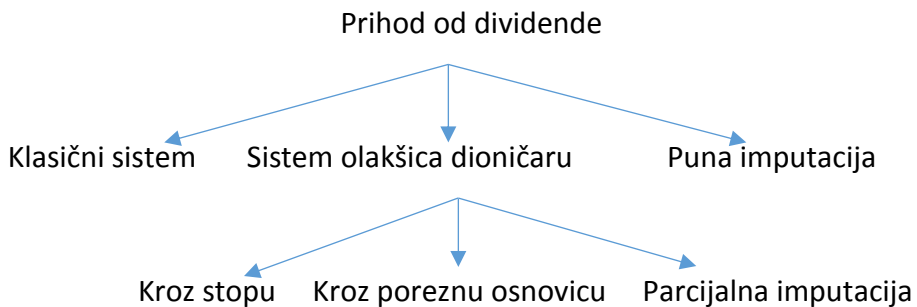 Prihod od dividende
Klasični sistem Sistem olakšica dioničaru Puna imputacija
Kroz stopu Kroz poreznu osnovicu Parcijalna imputacija